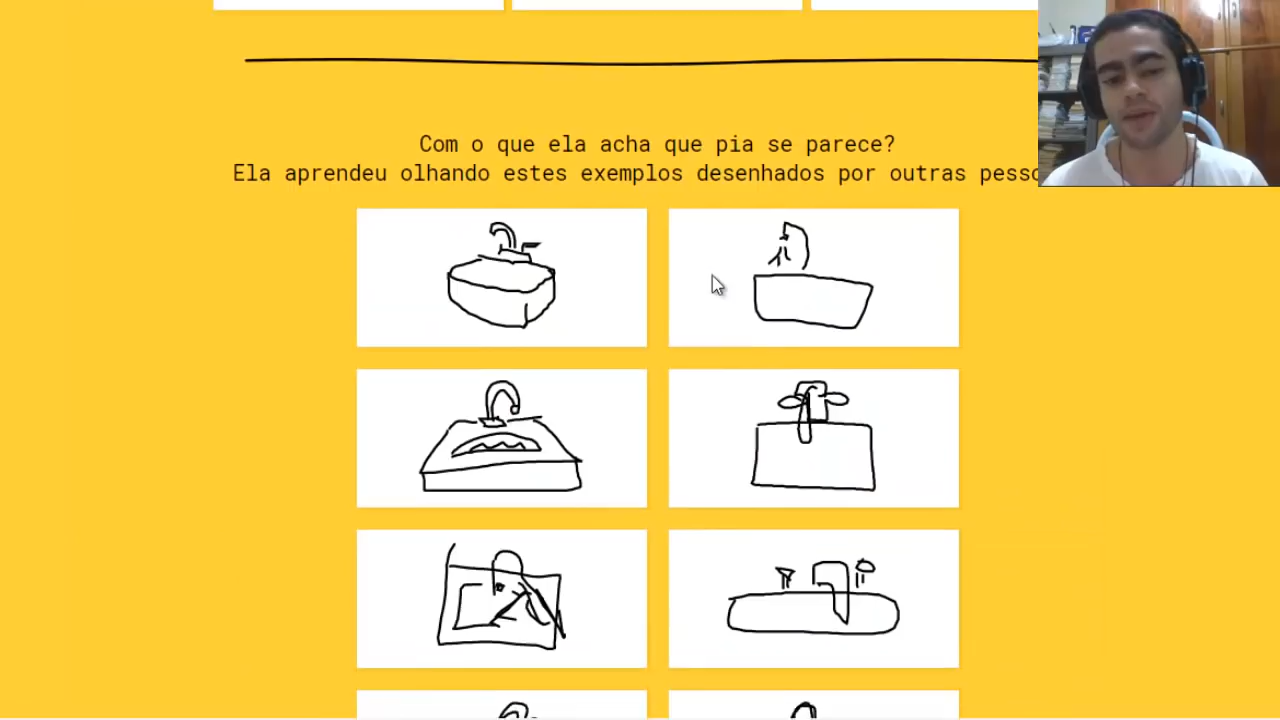 Com o que ela acha que pia se parece?
Ela aprendeu olhando estes exemplos desenhados por outras